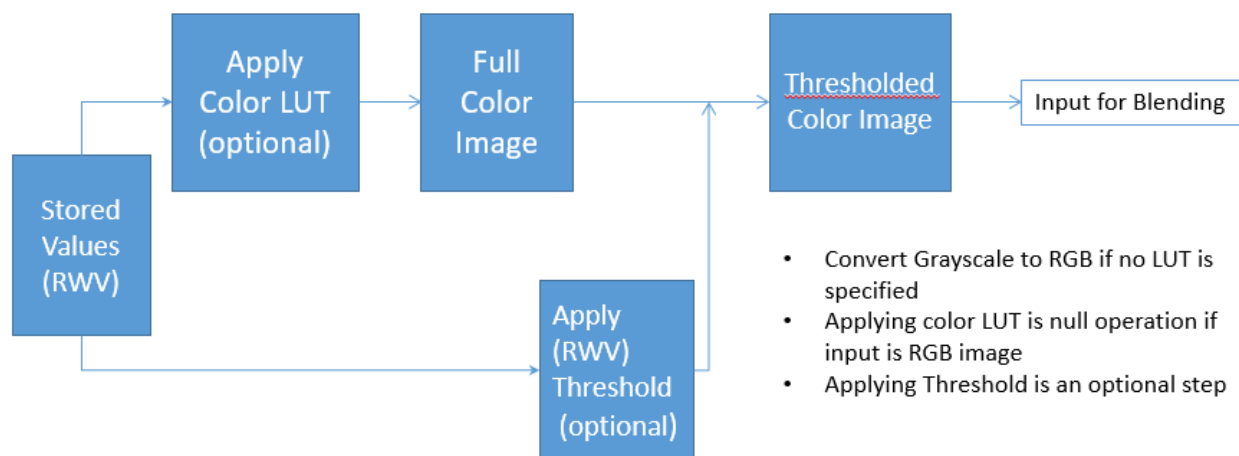 Stored
Values
(RWV)
Apply
Color LUT
(optional)
Full
Color
Image
Apply
(RWV)
Threshold
(optional)
Thresholded
Color Image
Input for Blending
• Convert Grayscale to RGB if no LUT is
specified
• Applying color LUT is null operation if
input is RGB image
• Applying Threshold is an optional step